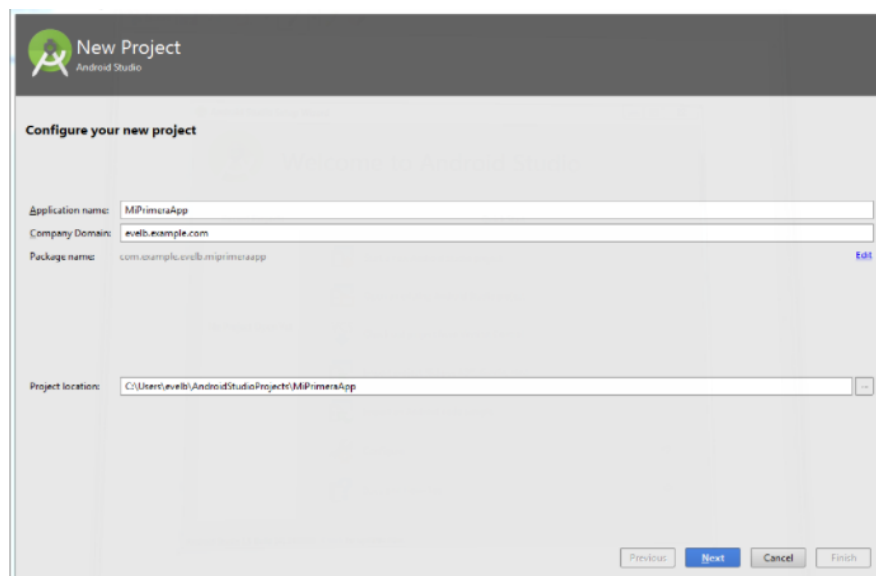 New Project
Android Studio
Configure your new project
Application name: MiPrimeraApp
Company Domain: evelb.example.com
Package name: com.example.evelb.miprimeraapp Edit
Project location: C:\Users\evelb\AndroidStudioProjects\MiPrimeraApp ...
Previous Next Cancel Finish